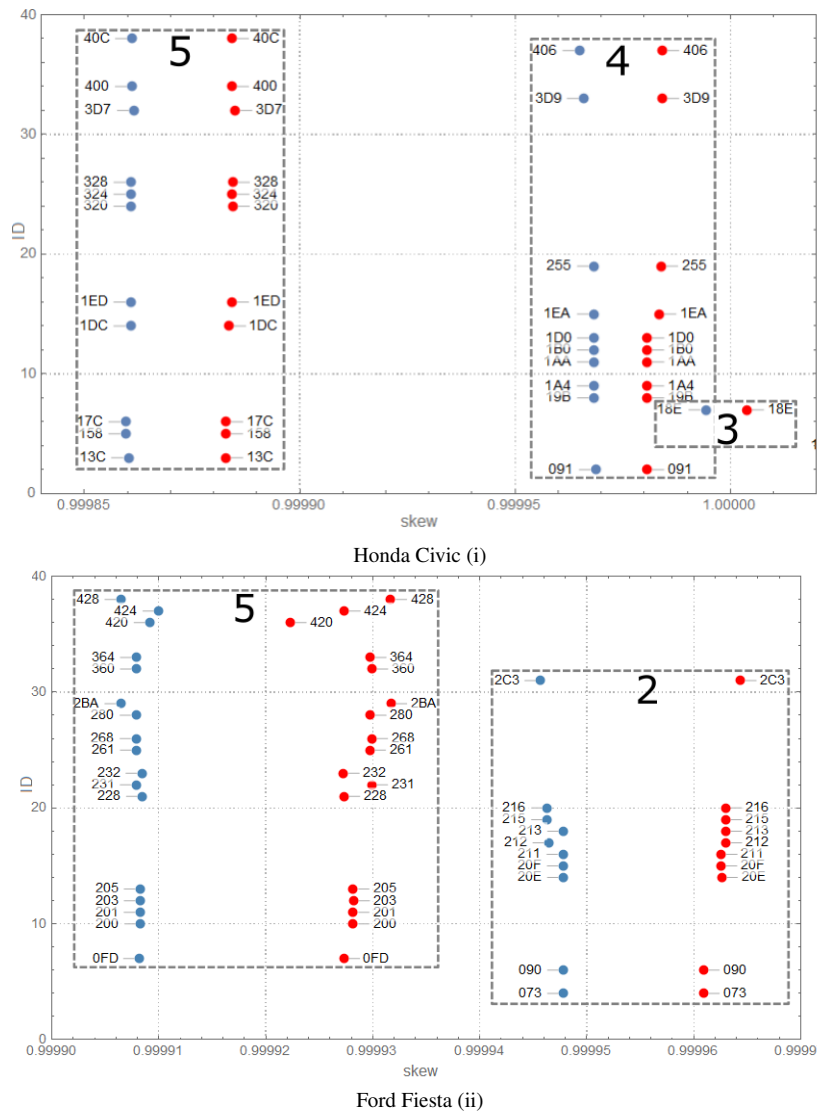 40
40C 5 40C 406 4 406
400 400
3D7 3D7 3D9 3D9
30
328 328
324 324
320 320
ID
20
255 255
1ED 1ED 1EA 1EA
1DC 1DC 1D0 1D0
1B0 1B0
1AA 1AA
10
1A4 1A4
19B 19B
17C 17C 18E 18E
158 158 3
13C 13C 091 091
0
0.99985 0.99990 0.99995 1.00000
skew
Honda Civic (i)
40
428 5 428
424 424
420 420
364 364
360 360 2C3 2 2C3
30
2BA 2BA
280 280
268 268
261 261
ID
232 232
231 231
228 228
20
216 216
215 215
213 213
212 212
211 211
20F 20F
20E 20E
205 205
203 203
201 201
10
200 200
0FD 0FD 090 090
073 073
0
0.99990 0.99991 0.99992 0.99993 0.99994 0.99995 0.99996 0.9999
skew
Ford Fiesta (ii)